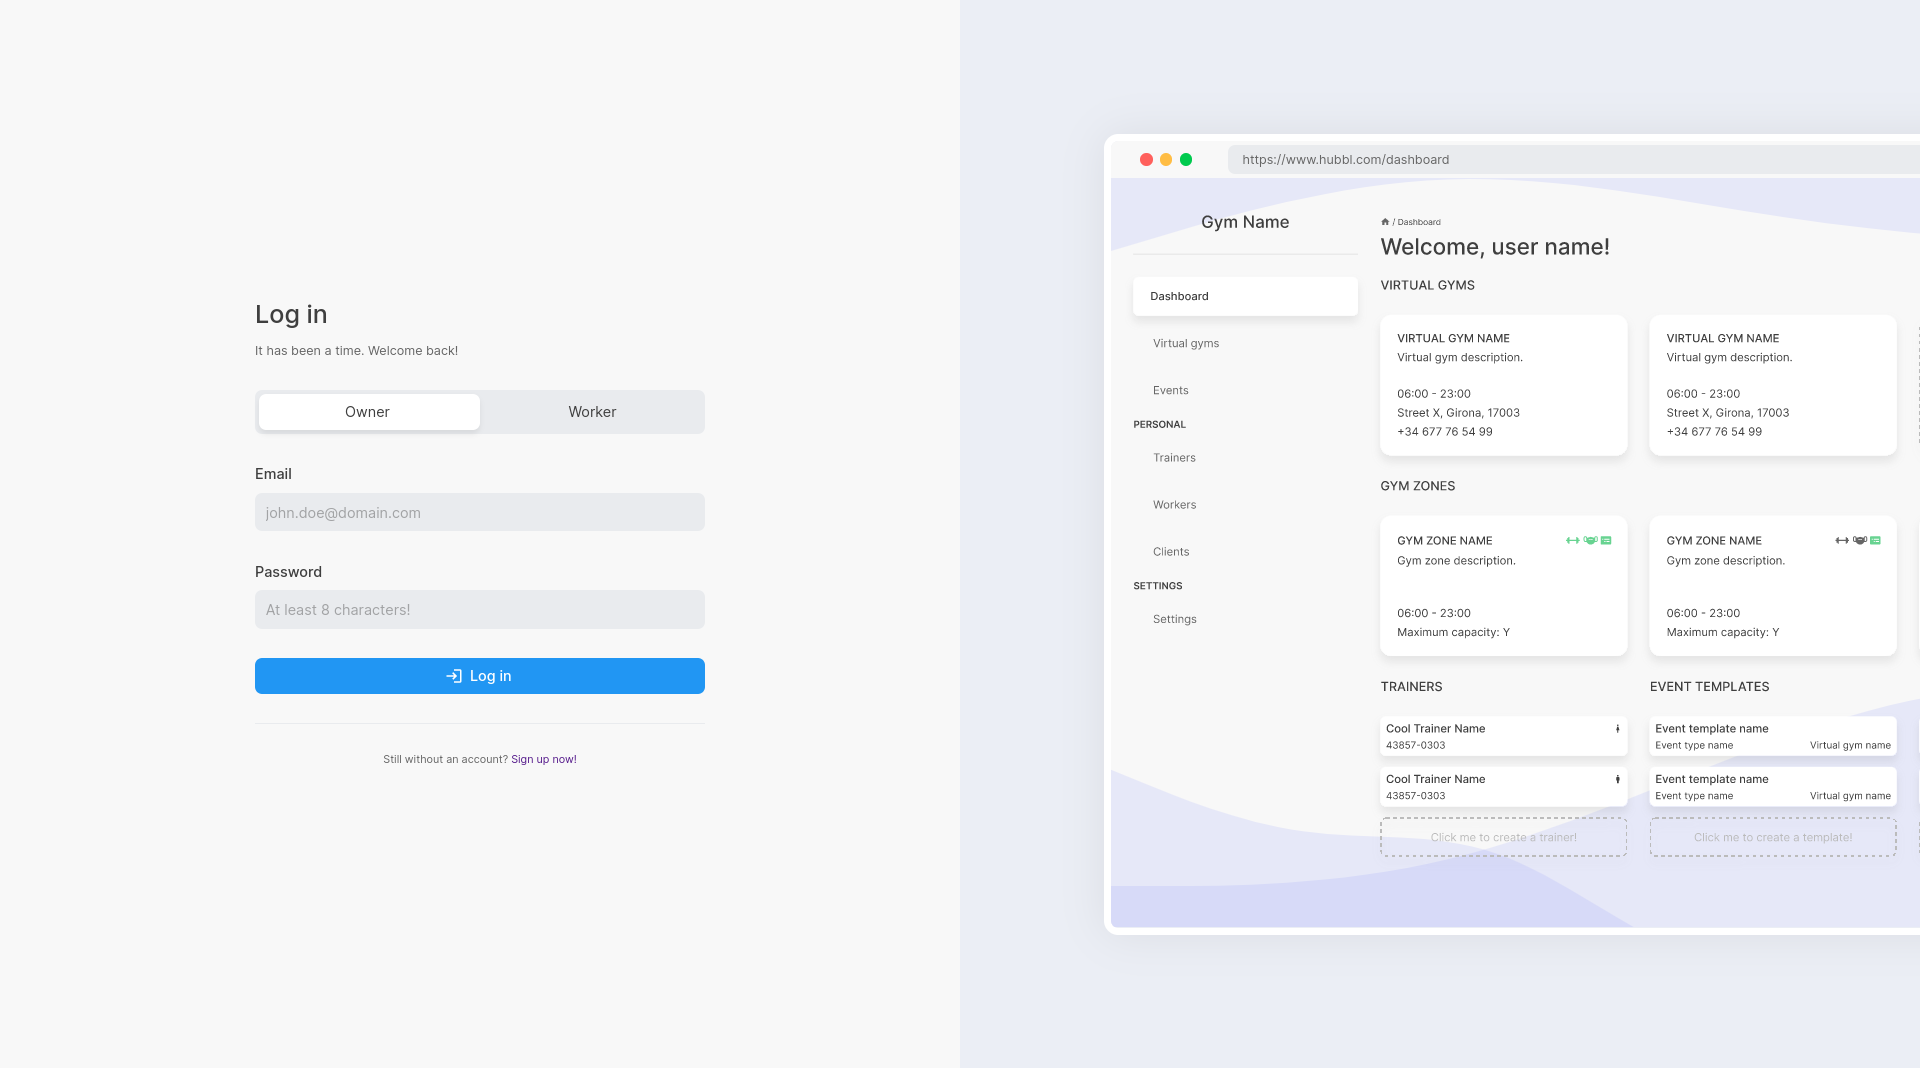 Log in
It has been a time. Welcome back!
Owner
Worker
Email
john.doe@domain.com
Password
At least 8 characters!
Log in
Still without an account? Sign up now!
https://www.hubbl.com/dashboard
Gym Name
Dashboard
Virtual gyms
Events
PERSONAL
Trainers
Workers
Clients
SETTINGS
Settings
/ Dashboard
Welcome, user name!
VIRTUAL GYMS
VIRTUAL GYM NAME
Virtual gym description.
06:00 - 23:00
Street X, Girona, 17003
+34 677 76 54 99
VIRTUAL GYM NAME
Virtual gym description.
06:00 - 23:00
Street X, Girona, 17003
+34 677 76 54 99
GYM ZONES
GYM ZONE NAME
Gym zone description.
06:00 - 23:00
Maximum capacity: Y
GYM ZONE NAME
Gym zone description.
06:00 - 23:00
Maximum capacity: Y
TRAINERS
Cool Trainer Name
43857-0303
Cool Trainer Name
43857-0303
Click me to create a trainer!
EVENT TEMPLATES
Event template name
Event type name Virtual gym name
Event template name
Event type name Virtual gym name
Click me to create a template!